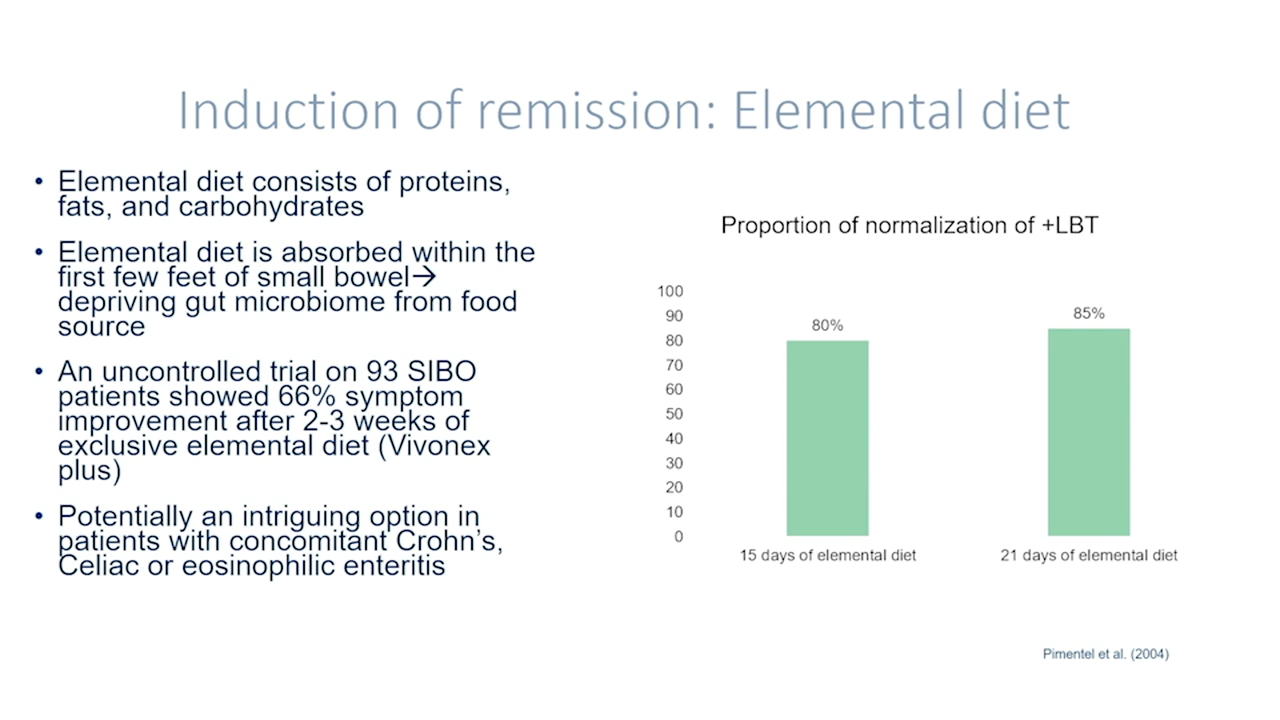 Induction of remission: Elemental diet
• Elemental diet consists of proteins,
fats, and carbohydrates
• Elemental diet is absorbed within the
first few feet of small bowel→
depriving gut microbiome from food
source
• An uncontrolled trial on 93 SIBO
patients showed 66% symptom
improvement after 2-3 weeks of
exclusive elemental diet (Vivonex
plus)
• Potentially an intriguing option in
patients with concomitant Crohn’s,
Celiac or eosinophilic enteritis
Proportion of normalization of +LBT
100
90
80
70
60
50
40
30
20
10
0
80%
85%
15 days of elemental diet
21 days of elemental diet
Pimentel et al. (2004)